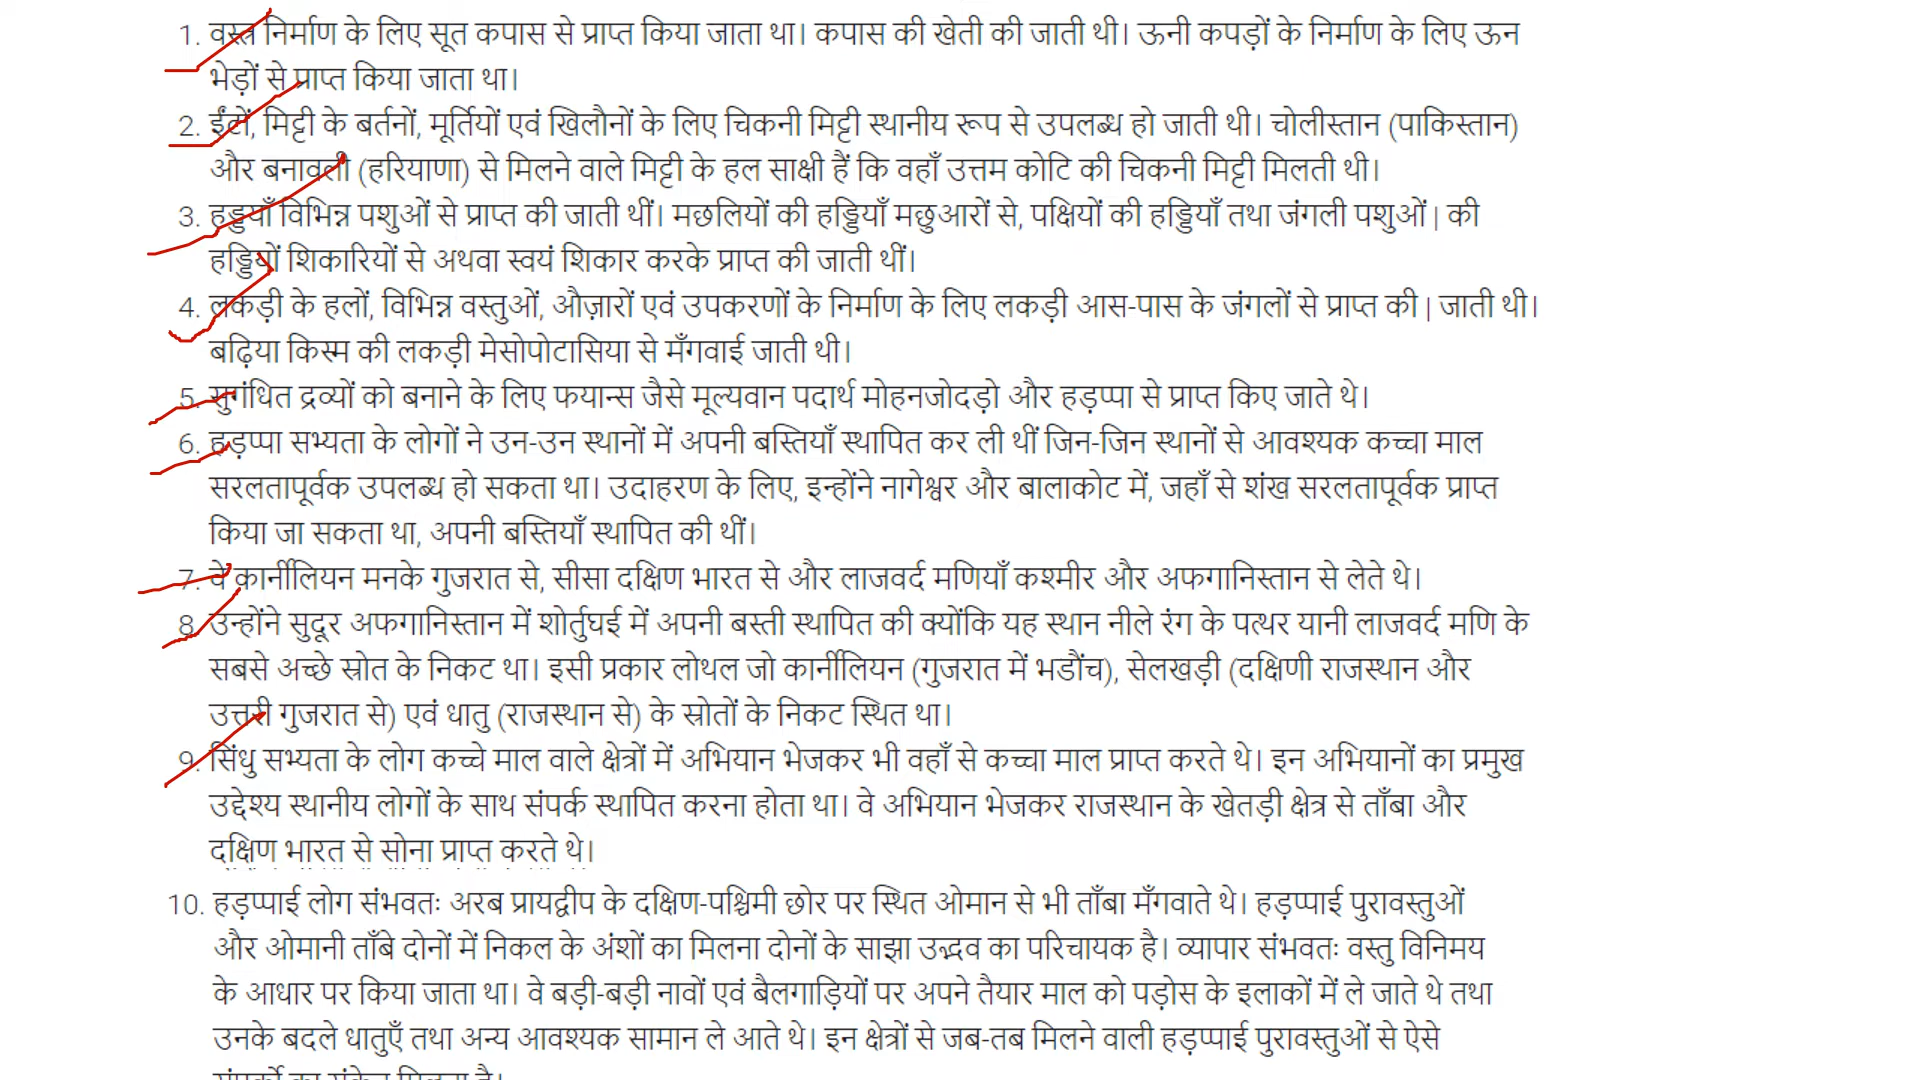 1. वस्त्र निर्माण के लिए सूत कपास से प्राप्त किया जाता था। कपास की खेती की जाती थी। ऊनी कपड़ों के निर्माण के लिए ऊन
भेड़ों से प्राप्त किया जाता था।
2. ईंटों, मिट्टी के बर्तनों, मूर्तियों एवं खिलौनों के लिए चिकनी मिट्टी स्थानीय रूप से उपलब्ध हो जाती थी। चोलीस्तान (पाकिस्तान)
और बनावली (हरियाणा) से मिलने वाले मिट्टी के हल साक्षी हैं कि वहाँ उत्तम कोटि की चिकनी मिट्टी मिलती थी।
3. हड्डयाँ विभिन्न पशुओं से प्राप्त की जाती थीं। मछलियों की हड्डियाँ मछुआरों से, पक्षियों की हड्डियाँ तथा जंगली पशुओं | की
हड्डियों शिकारियों से अथवा स्वयं शिकार करके प्राप्त की जाती थीं।
4. लकड़ी के हलों, विभिन्न वस्तुओं, औज़ारों एवं उपकरणों के निर्माण के लिए लकड़ी आस-पास के जंगलों से प्राप्त की | जाती थी।
बढ़िया किस्म की लकड़ी मेसोपोटासिया से मँगवाई जाती थी।
5. सुगंधित द्रव्यों को बनाने के लिए फयान्स जैसे मूल्यवान पदार्थ मोहनजोदड़ो और हड़प्पा से प्राप्त किए जाते थे।
6. हड़प्पा सभ्यता के लोगों ने उन-उन स्थानों में अपनी बस्तियाँ स्थापित कर ली थीं जिन-जिन स्थानों से आवश्यक कच्चा माल
सरलतापूर्वक उपलब्ध हो सकता था। उदाहरण के लिए, इन्होंने नागेश्वर और बालाकोट में, जहाँ से शंख सरलतापूर्वक प्राप्त
किया जा सकता था, अपनी बस्तियाँ स्थापित की थीं।
7. वे कार्नीलियन मनके गुजरात से, सीसा दक्षिण भारत से और लाजवर्द मणियाँ कश्मीर और अफगानिस्तान से लेते थे।
8. उन्होंने सुदूर अफगानिस्तान में शोर्तुघई में अपनी बस्ती स्थापित की क्योंकि यह स्थान नीले रंग के पत्थर यानी लाजवर्द मणि के
सबसे अच्छे स्रोत के निकट था। इसी प्रकार लोथल जो कार्नीलियन (गुजरात में भडौंच), सेलखड़ी (दक्षिणी राजस्थान और
उत्तरी गुजरात से) एवं धातु (राजस्थान से) के स्रोतों के निकट स्थित था।
9. सिंधु सभ्यता के लोग कच्चे माल वाले क्षेत्रों में अभियान भेजकर भी वहाँ से कच्चा माल प्राप्त करते थे। इन अभियानों का प्रमुख
उद्देश्य स्थानीय लोगों के साथ संपर्क स्थापित करना होता था। वे अभियान भेजकर राजस्थान के खेतड़ी क्षेत्र से ताँबा और
दक्षिण भारत से सोना प्राप्त करते थे।
10. हड़प्पाई लोग संभवतः अरब प्रायद्वीप के दक्षिण-पश्चिमी छोर पर स्थित ओमान से भी ताँबा मँगवाते थे। हड़प्पाई पुरावस्तुओं
और ओमानी ताँबे दोनों में निकल के अंशों का मिलना दोनों के साझा उद्भव का परिचायक है। व्यापार संभवतः वस्तु विनिमय
के आधार पर किया जाता था। वे बड़ी-बड़ी नावों एवं बैलगाड़ियों पर अपने तैयार माल को पड़ोस के इलाकों में ले जाते थे तथा
उनके बदले धातुएँ तथा अन्य आवश्यक सामान ले आते थे। इन क्षेत्रों से जब-तब मिलने वाली हड़प्पाई पुरावस्तुओं से ऐसे